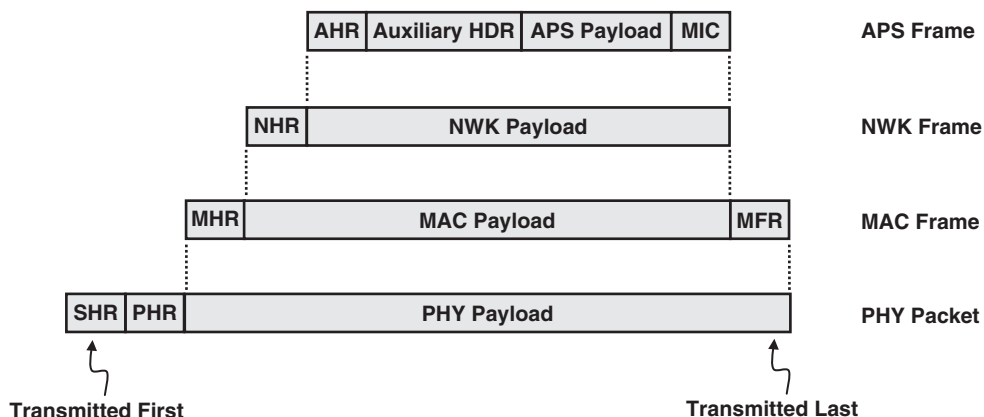 AHR Auxiliary HDR APS Payload MIC APS Frame
NHR NWK Payload NWK Frame
MHR MAC Payload MFR MAC Frame
SHR PHR PHY Payload PHY Packet
Transmitted First Transmitted Last